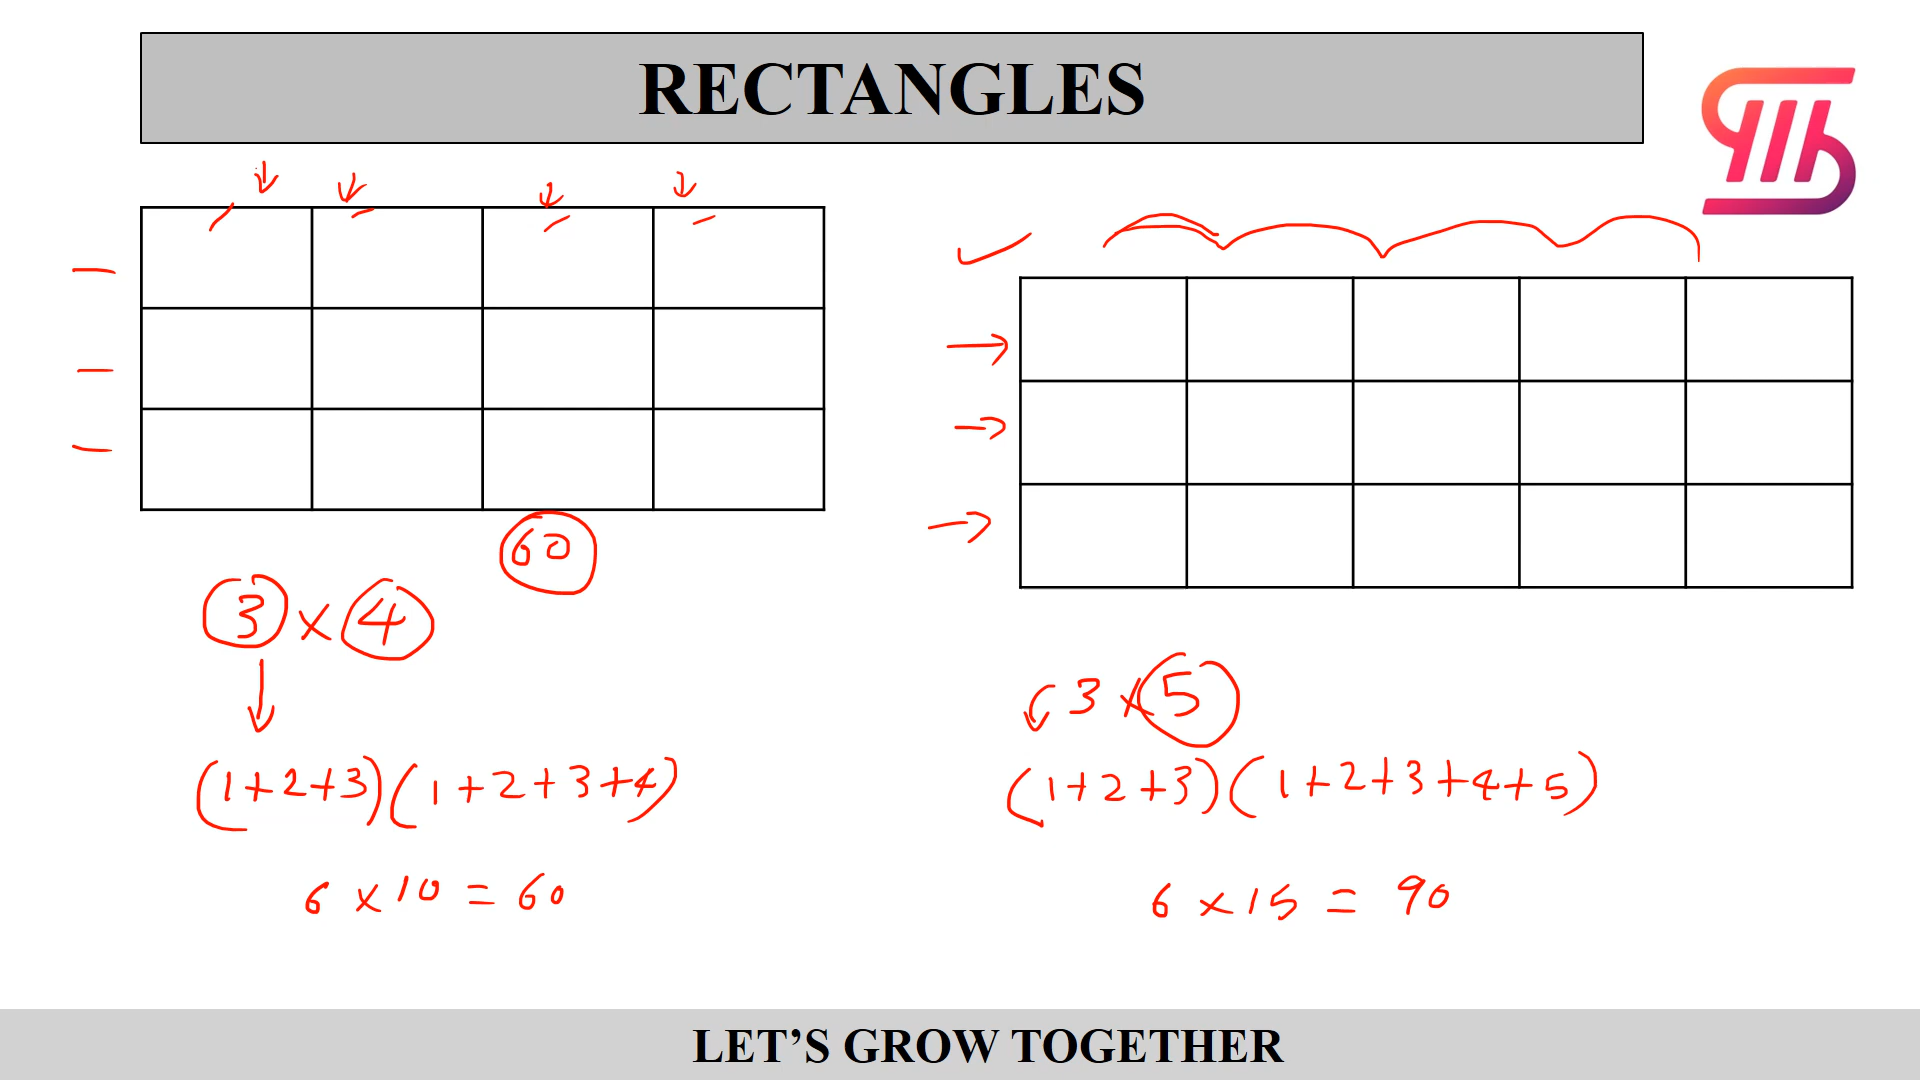 RECTANGLES
60
3 × 4
(1+2+3)(1+2+3+4)
6 × 10 = 60
3 × 5
(1+2+3)(1+2+3+4+5)
6 × 15 = 90
LET’S GROW TOGETHER